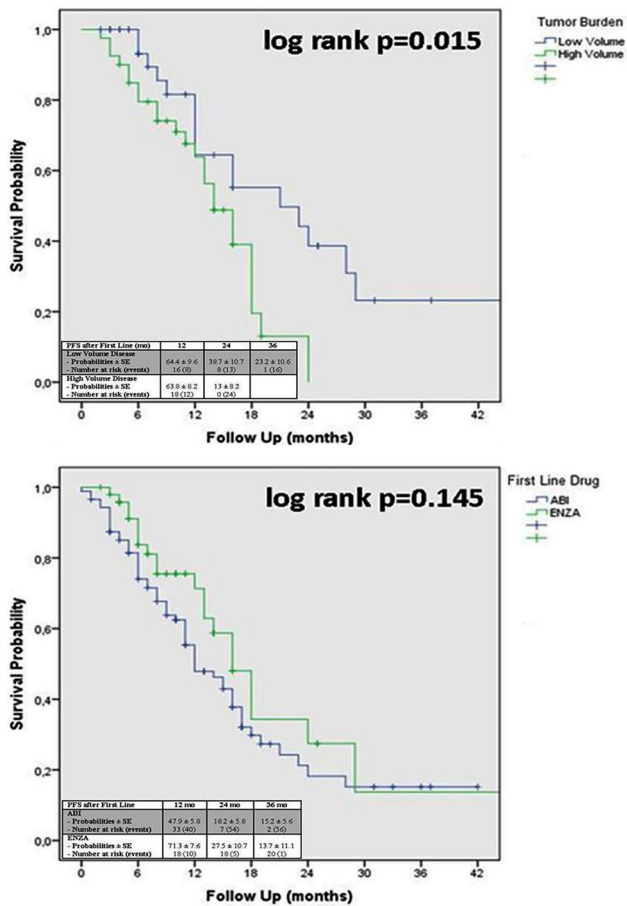 log rank p=0.015
Tumor Burden
Low Volume
High Volume
Survival Probability
1,0
0,8
0,6
0,4
0,2
0,0
PFS after First Line (mo) 12 24 36
Low Volume Disease
- Probabilities ± SE 64.4 ± 9.6 38.7 ± 10.7 23.2 ± 10.6
- Number at risk (events) 16 (8) 8 (13) 1 (16)
High Volume Disease
- Probabilities ± SE 63.8 ± 8.2 13 ± 8.2
- Number at risk (events) 18 (12) 0 (24)
0 6 12 18 24 30 36 42
Follow Up (months)
log rank p=0.145
First Line Drug
ABI
ENZA
Survival Probability
1,0
0,8
0,6
0,4
0,2
0,0
PFS after First Line 12 mo 24 mo 36 mo
ABI
- Probabilities ± SE 47.9 ± 5.8 18.2 ± 5.8 15.2 ± 5.6
- Number at risk (events) 33 (40) 7 (54) 2 (56)
ENZA
- Probabilities ± SE 71.3 ± 7.6 27.5 ± 10.7 13.7 ± 11.1
- Number at risk (events) 18 (10) 18 (5) 20 (1)
0 6 12 18 24 30 36 42
Follow Up (months)